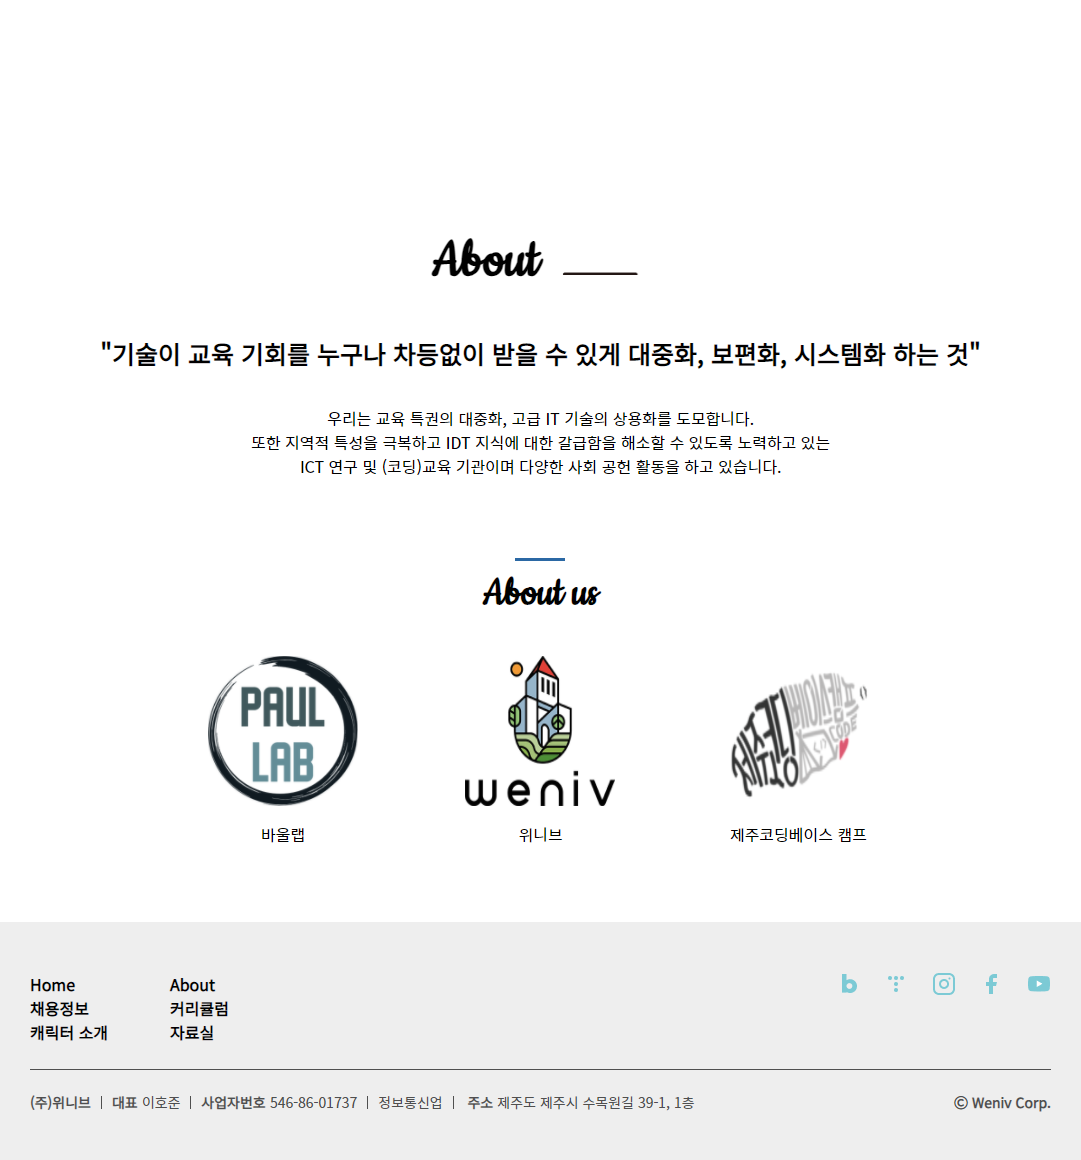 About
"기술이 교육 기회를 누구나 차등없이 받을 수 있게 대중화, 보편화, 시스템화 하는 것"
우리는 교육 특권의 대중화, 고급 IT 기술의 상용화를 도모합니다.
또한 지역적 특성을 극복하고 IDT 지식에 대한 갈급함을 해소할 수 있도록 노력하고 있는
ICT 연구 및 (코딩)교육 기관이며 다양한 사회 공헌 활동을 하고 있습니다.
About us
PAUL
LAB
weniv
제주코딩베이스캠프
CODE
바울랩
위니브
제주코딩베이스 캠프
Home
About
채용정보
커리큘럼
캐릭터 소개
자료실
(주)위니브 | 대표 이호준 | 사업자번호 546-86-01737 | 정보통신업 | 주소 제주도 제주시 수목원길 39-1, 1층
© Weniv Corp.